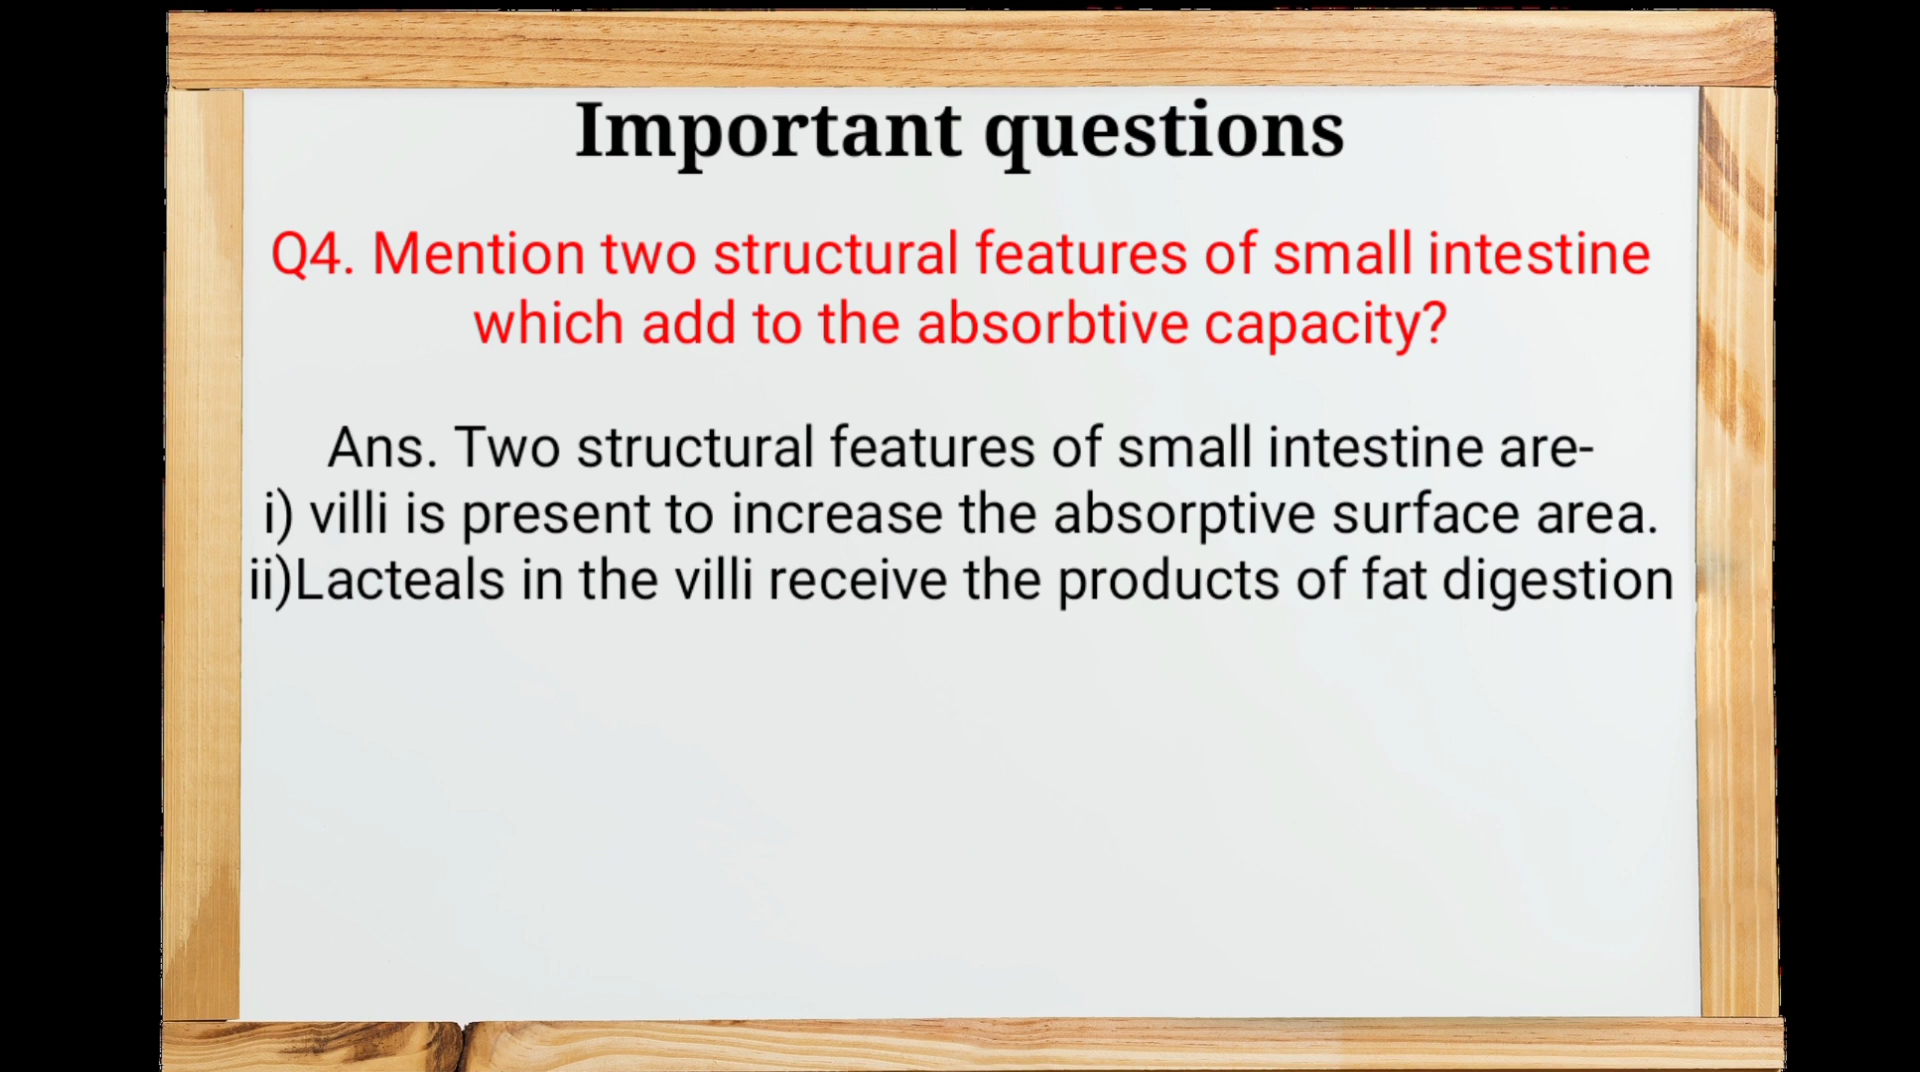 Important questions
Q4. Mention two structural features of small intestine
which add to the absorbtive capacity?
Ans. Two structural features of small intestine are-
i) villi is present to increase the absorptive surface area.
ii)Lacteals in the villi receive the products of fat digestion